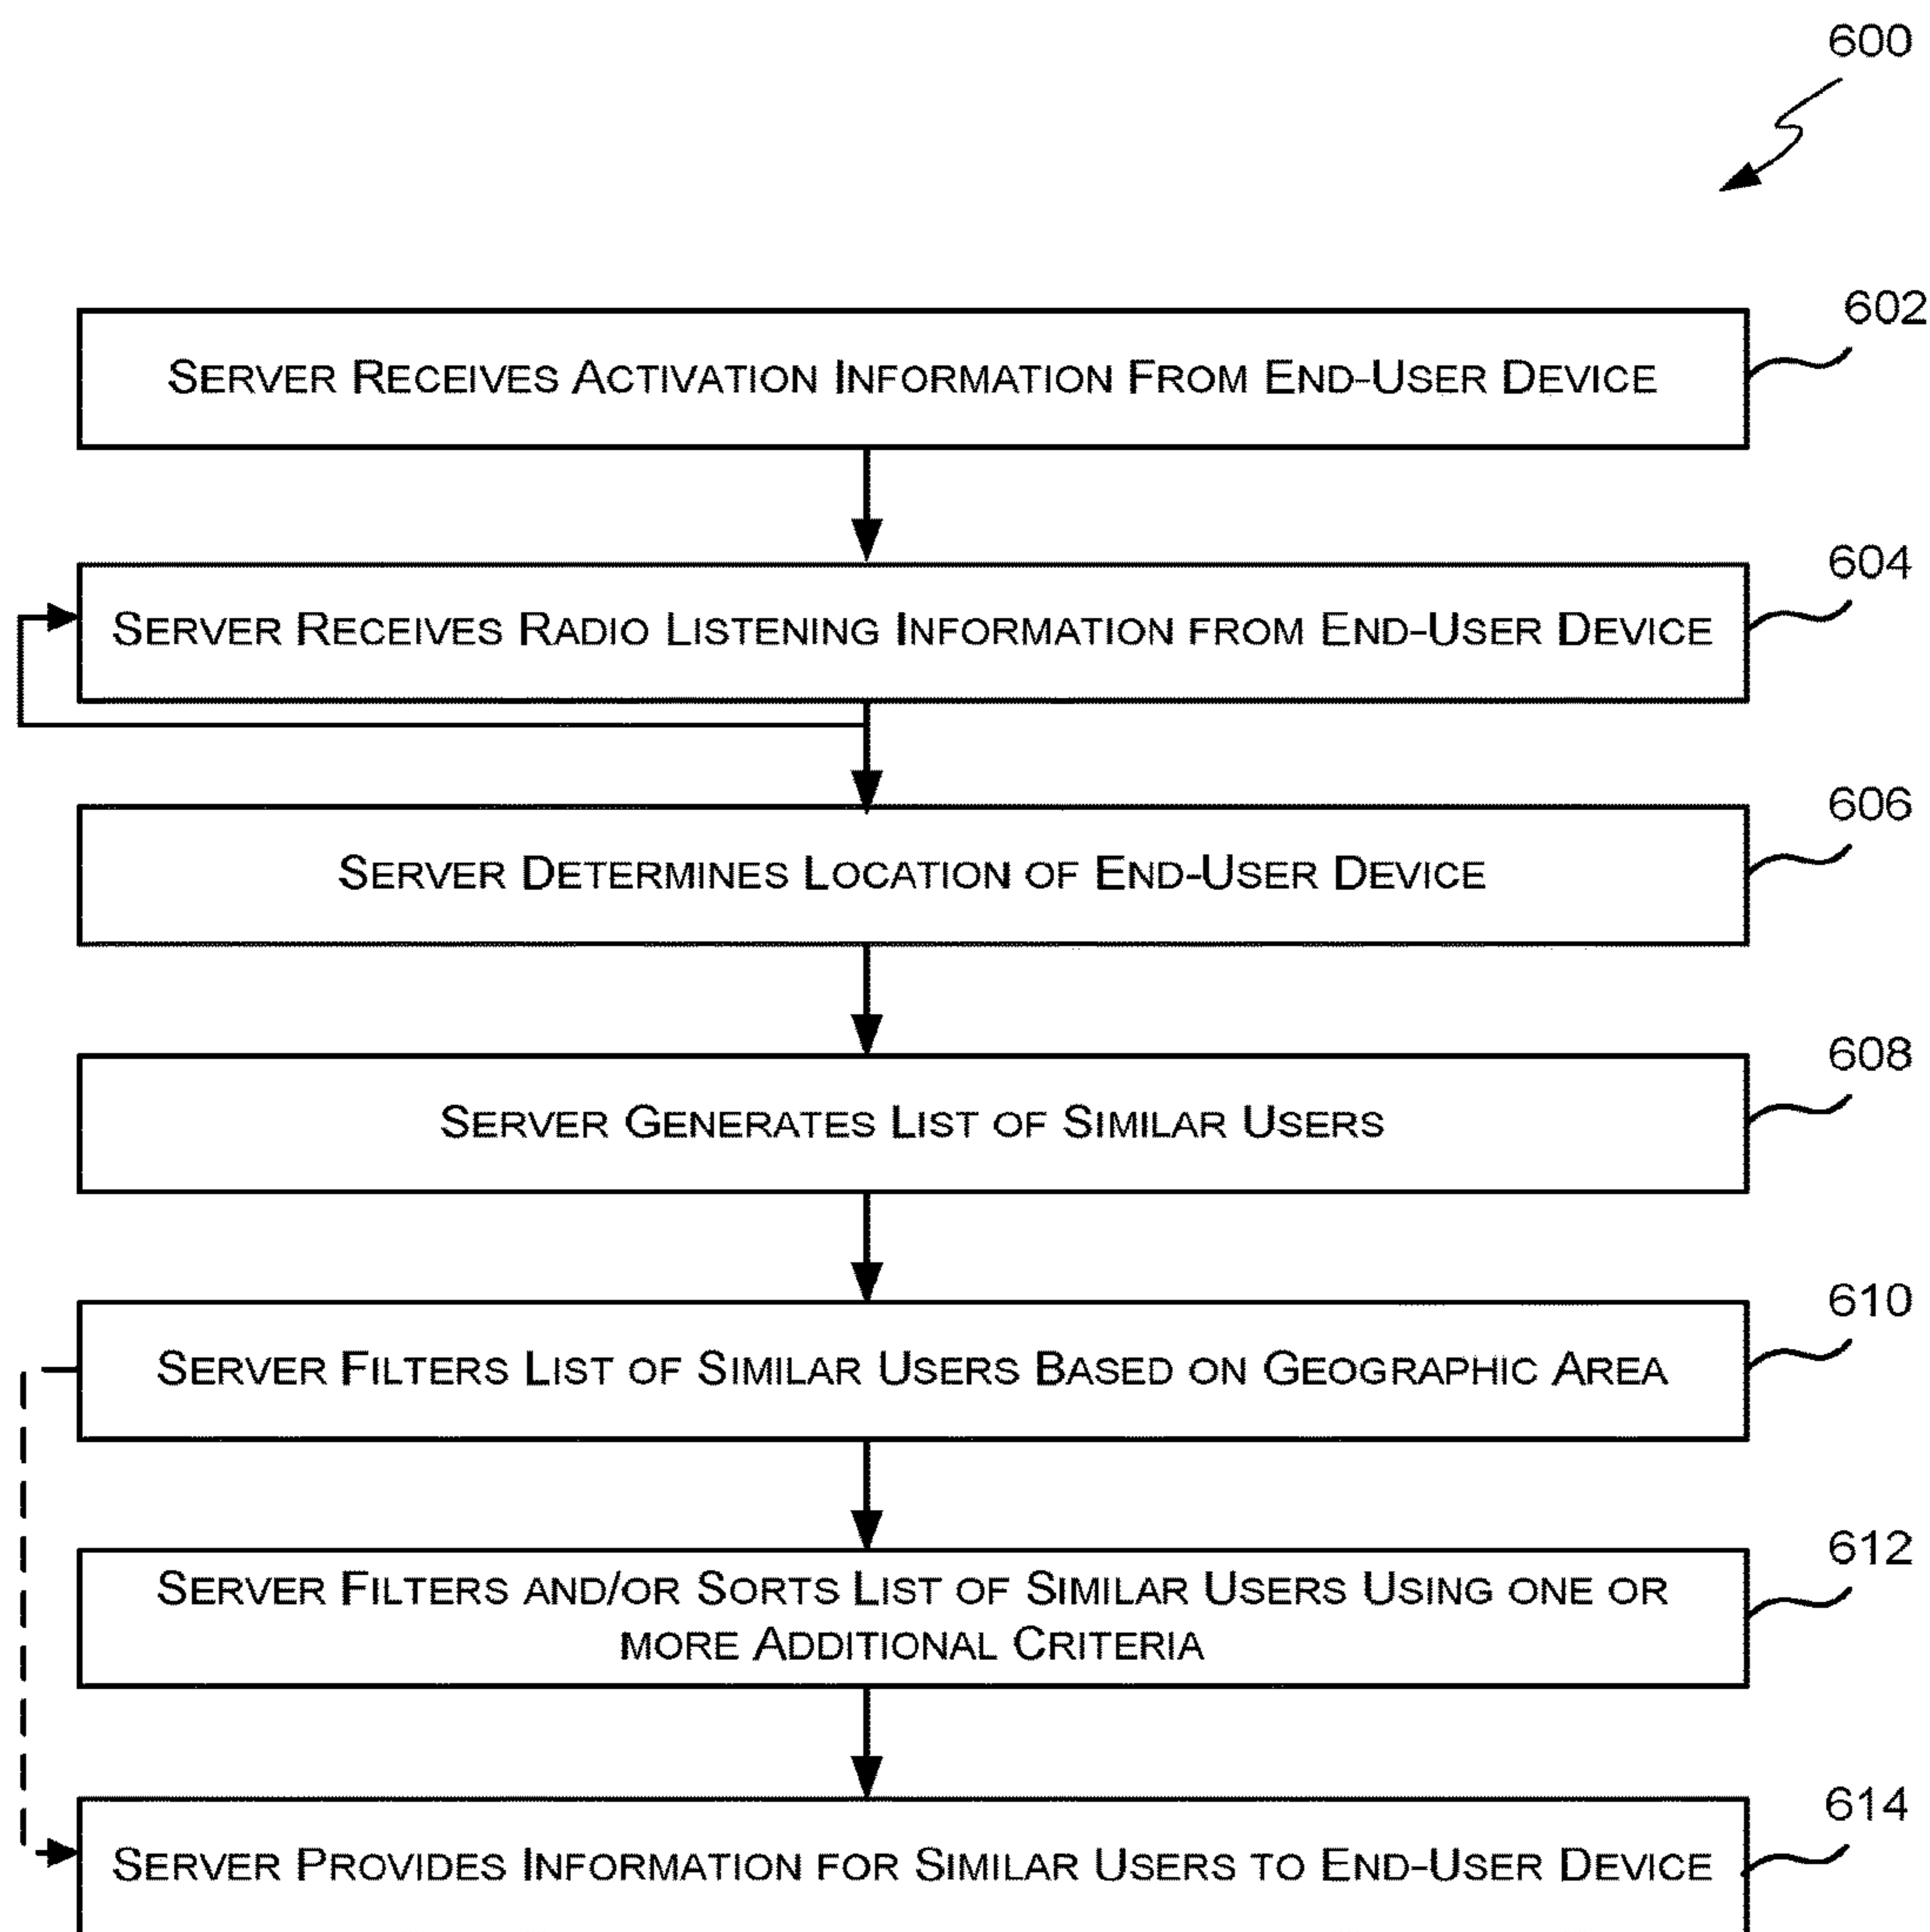 600
602
SERVER RECEIVES ACTIVATION INFORMATION FROM END-USER DEVICE
604
SERVER RECEIVES RADIO LISTENING INFORMATION FROM END-USER DEVICE
606
SERVER DETERMINES LOCATION OF END-USER DEVICE
608
SERVER GENERATES LIST OF SIMILAR USERS
610
SERVER FILTERS LIST OF SIMILAR USERS BASED ON GEOGRAPHIC AREA
612
SERVER FILTERS AND/OR SORTS LIST OF SIMILAR USERS USING ONE OR
MORE ADDITIONAL CRITERIA
614
SERVER PROVIDES INFORMATION FOR SIMILAR USERS TO END-USER DEVICE